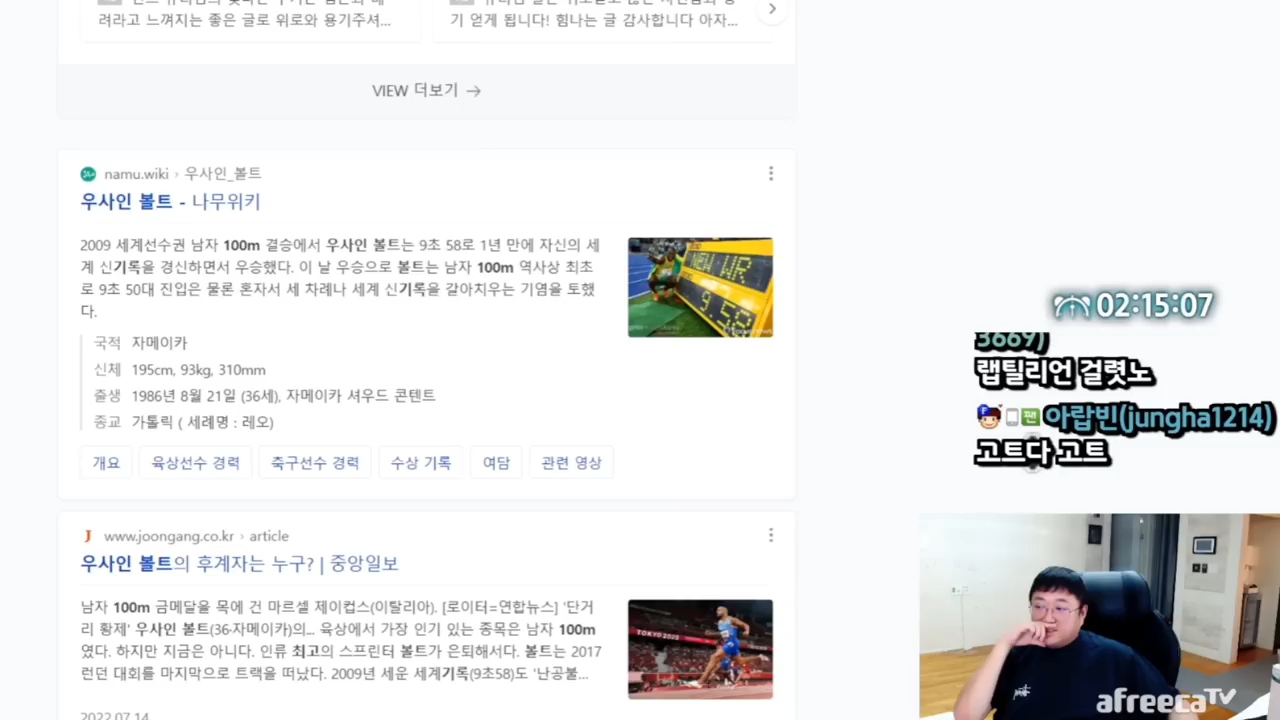 려라고 느껴지는 좋은 글로 위로와 용기주셔...
기 얻게 됩니다! 힘나는 글 감사합니다 아자...
VIEW 더보기 →
namu.wiki › 우사인_볼트
우사인 볼트 - 나무위키
2009 세계선수권 남자 100m 결승에서 우사인 볼트는 9초 58로 1년 만에 자신의 세
계 신기록을 경신하면서 우승했다. 이 날 우승으로 볼트는 남자 100m 역사상 최초
로 9초 50대 진입은 물론 혼자서 세 차례나 세계 신기록을 갈아치우는 기염을 토했
다.
NEW WR
9.58
국적 자메이카
신체 195cm, 93kg, 310mm
출생 1986년 8월 21일 (36세), 자메이카 셔우드 콘텐트
종교 가톨릭 ( 세례명 : 레오)
개요 육상선수 경력 축구선수 경력 수상 기록 여담 관련 영상
www.joongang.co.kr › article
우사인 볼트의 후계자는 누구? | 중앙일보
남자 100m 금메달을 목에 건 마르셀 제이컵스(이탈리아). [로이터=연합뉴스] '단거
리 황제' 우사인 볼트(36·자메이카)의... 육상에서 가장 인기 있는 종목은 남자 100m
였다. 하지만 지금은 아니다. 인류 최고의 스프린터 볼트가 은퇴해서다. 볼트는 2017
런던 대회를 마지막으로 트랙을 떠났다. 2009년 세운 세계기록(9초58)도 '난공불...
TOKYO 2020
2022.07.14
02:15:07
3669)
랩틸리언 걸렷노
F 짼 아랍빈(jungha1214)
고트다 고트
afreecaTV